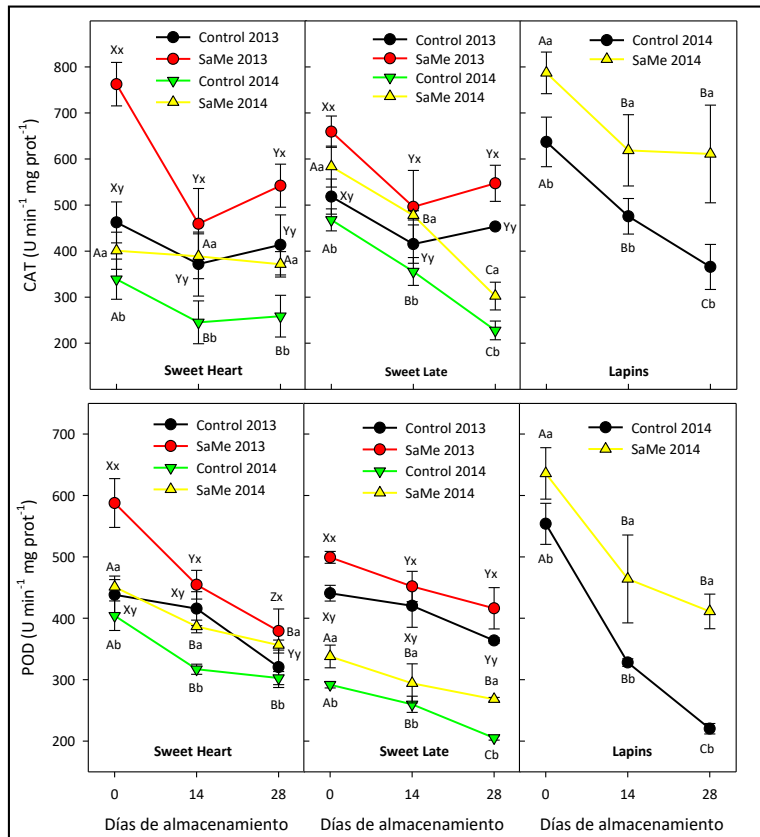 Control 2013
SaMe 2013
Control 2014
SaMe 2014
Control 2013
SaMe 2013
Control 2014
SaMe 2014
Control 2014
SaMe 2014
CAT (U min⁻¹ mg prot⁻¹)
800
700
600
500
400
300
200
Xx
Xy
Aa
Ab
Yx
Aa
Yy
Bb
Yx
Yy
Aa
Bb
Sweet Heart
Xx
Aa
Xy
Ab
Yx
Ba
Yy
Bb
Yx
Yy
Ca
Cb
Sweet Late
Aa
Ab
Ba
Bb
Ba
Cb
Lapins
Control 2013
SaMe 2013
Control 2014
SaMe 2014
Control 2013
SaMe 2013
Control 2014
SaMe 2014
Control 2014
SaMe 2014
POD (U min⁻¹ mg prot⁻¹)
700
600
500
400
300
200
Xx
Aa
Xy
Ab
Yx
Xy
Ba
Bb
Zx
Ba
Yy
Bb
Sweet Heart
Xx
Xy
Aa
Ab
Yx
Xy
Ba
Bb
Yx
Yy
Ba
Cb
Sweet Late
Aa
Ab
Ba
Bb
Ba
Cb
Lapins
0 14 28
0 14 28
0 14 28
Días de almacenamiento
Días de almacenamiento
Días de almacenamiento